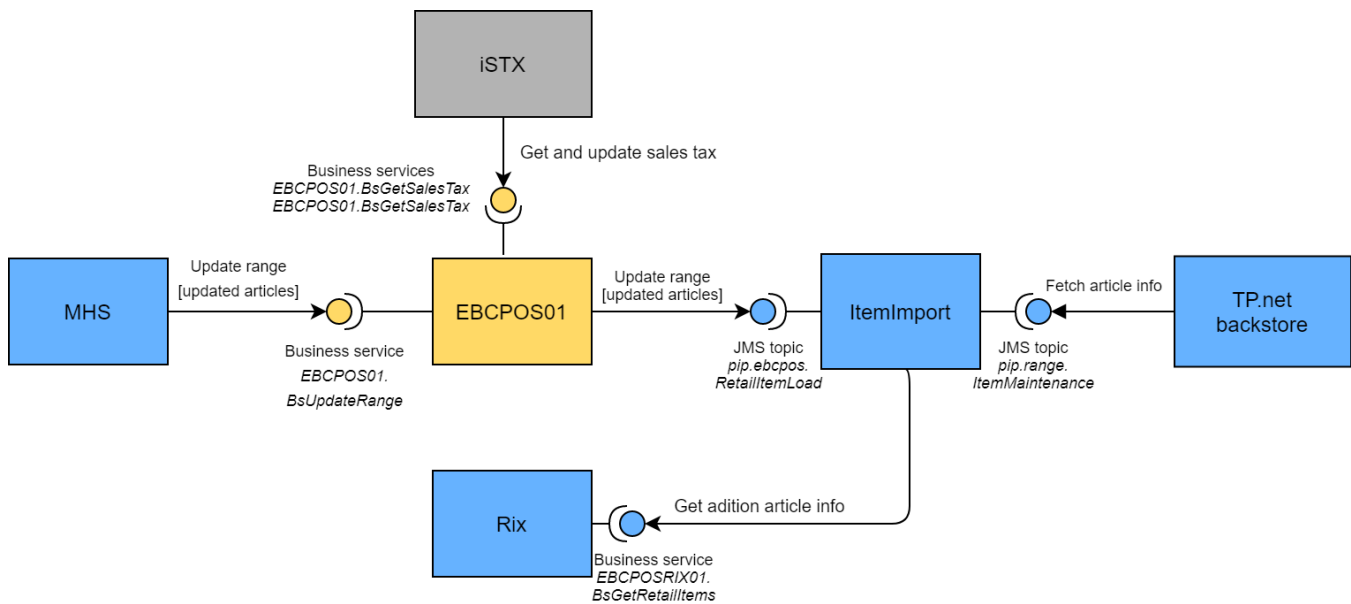 iSTX
Get and update sales tax
Business services
EBCPOS01.BsGetSalesTax
EBCPOS01.BsGetSalesTax
MHS
Update range
[updated articles]
Business service
EBCPOS01.
BsUpdateRange
EBCPOS01
Update range
[updated articles]
JMS topic
pip.ebcpos.
RetailItemLoad
ItemImport
Fetch article info
JMS topic
pip.range.
ItemMaintenance
TP.net
backstore
Rix
Get adition article info
Business service
EBCPOSRIX01.
BsGetRetailItems